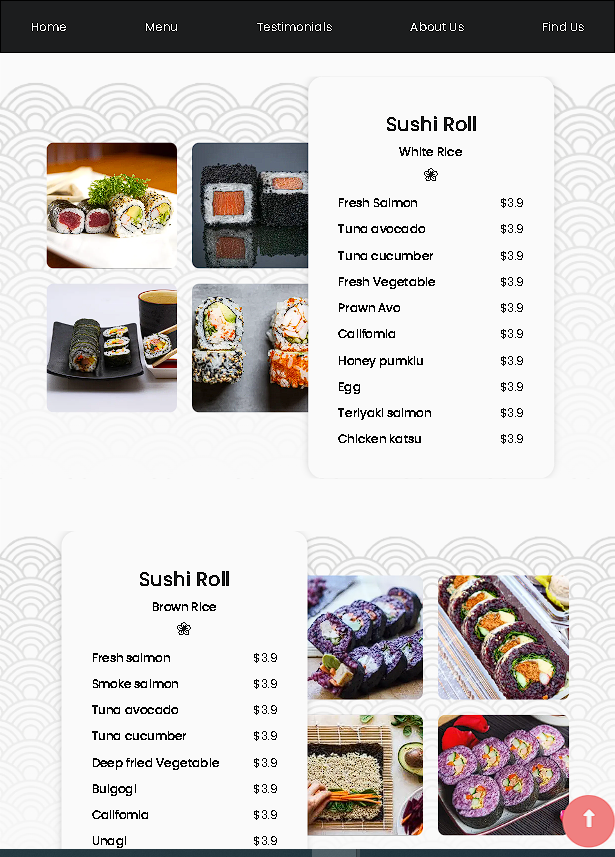 Home Menu Testimonials About Us Find Us
Sushi Roll
White Rice
Fresh Salmon $3.9
Tuna avocado $3.9
Tuna cucumber $3.9
Fresh Vegetable $3.9
Prawn Avo $3.9
California $3.9
Honey pumkiu $3.9
Egg $3.9
Teriyaki salmon $3.9
Chicken katsu $3.9
Sushi Roll
Brown Rice
Fresh salmon $3.9
Smoke salmon $3.9
Tuna avocado $3.9
Tuna cucumber $3.9
Deep fried Vegetable $3.9
Bulgogi $3.9
California $3.9
Unagi $3.9